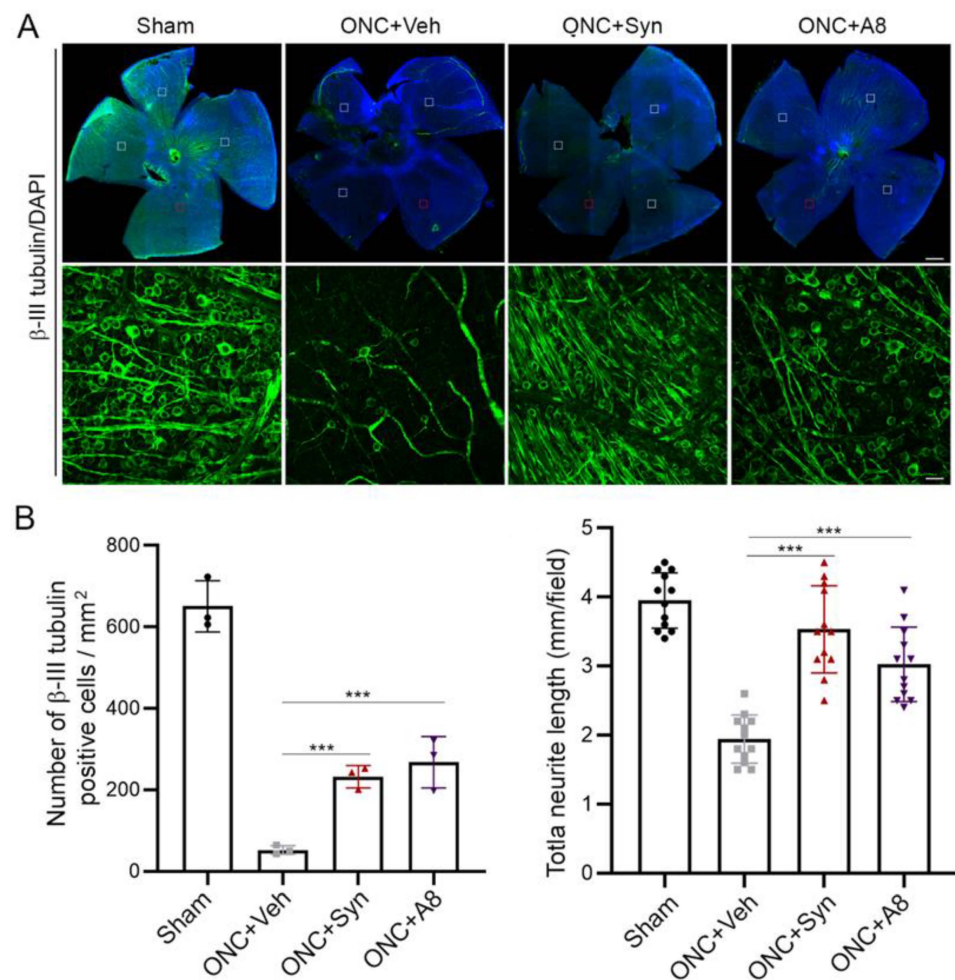 A
Sham
ONC+Veh
ONC+Syn
ONC+A8
β-III tubulin/DAPI
B
Number of β-III tubulin
positive cells / mm²
800
600
400
200
0
***
***
Sham
ONC+Veh
ONC+Syn
ONC+A8
Totla neurite length (mm/field)
5
4
3
2
1
0
***
***
Sham
ONC+Veh
ONC+Syn
ONC+A8